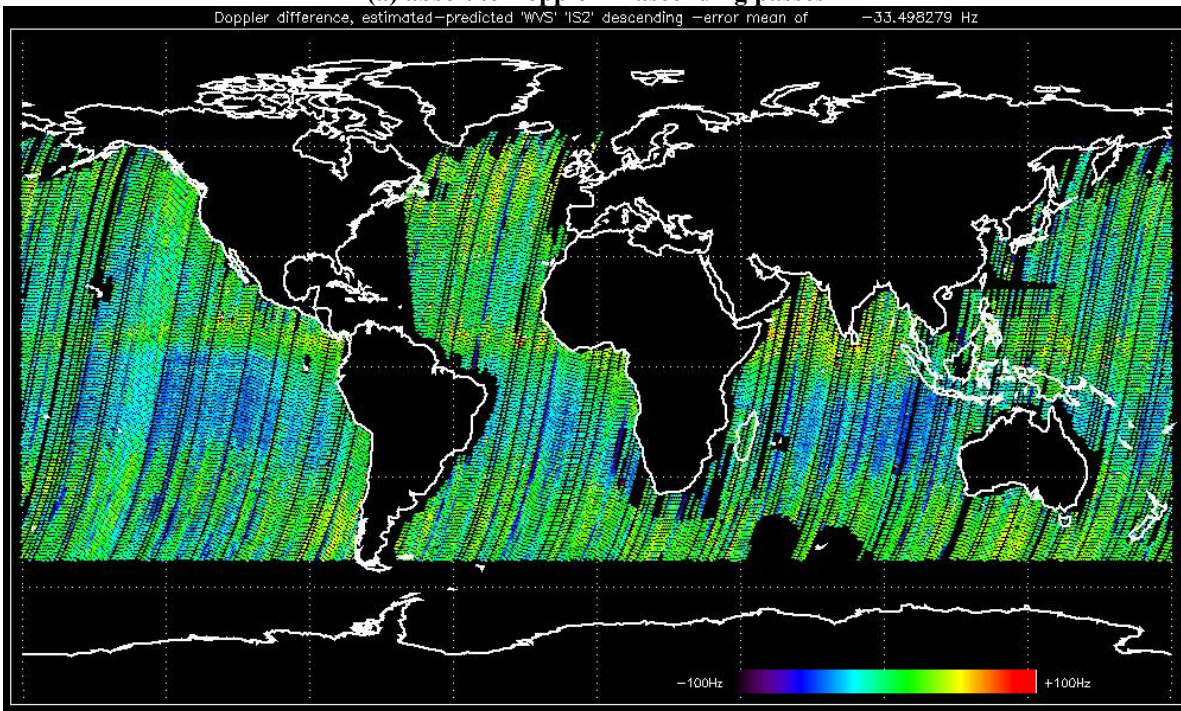 Doppler difference, estimated-predicted 'WVS' 'IS2' descending -error mean of -33.498279 Hz
-100Hz +100Hz